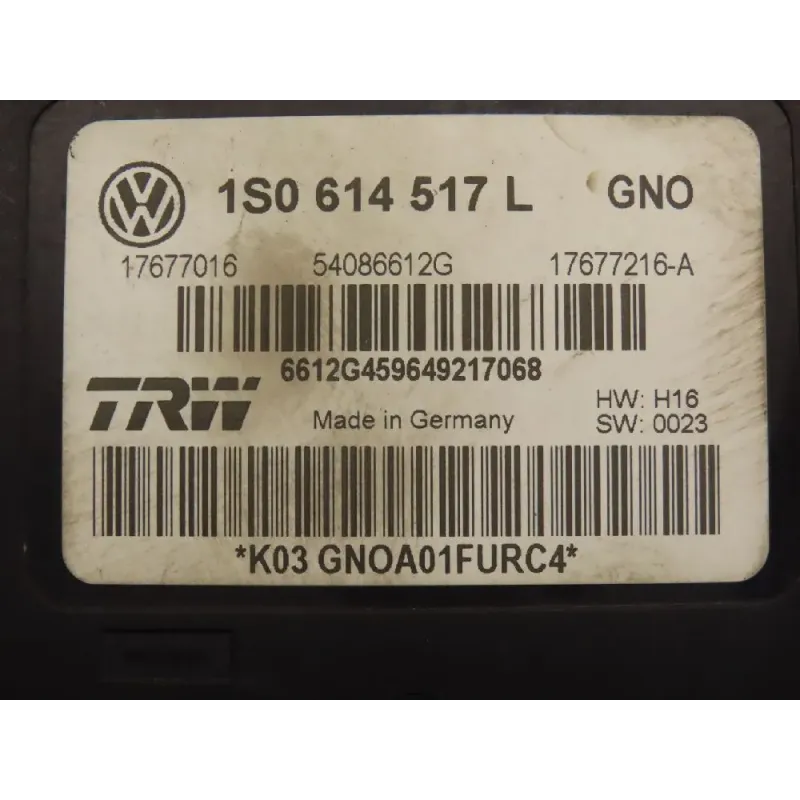 1S0 614 517 L GNO
17677016 54086612G 17677216-A
6612G459649217068
TRW Made in Germany HW: H16
SW: 0023
*K03 GNOA01FURC4*